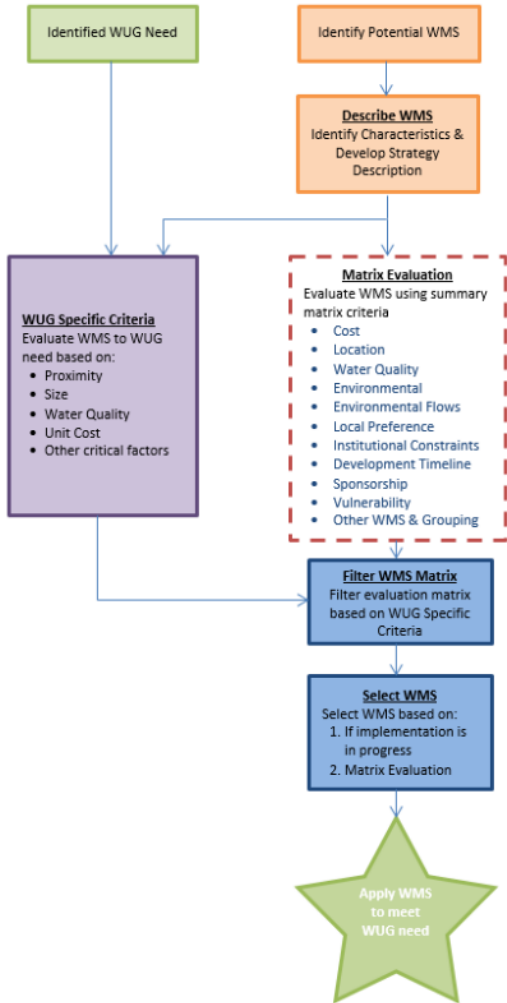 Identified WUG Need
Identify Potential WMS
Describe WMS
Identify Characteristics &
Develop Strategy
Description
WUG Specific Criteria
Evaluate WMS to WUG
need based on:
• Proximity
• Size
• Water Quality
• Unit Cost
• Other critical factors
Matrix Evaluation
Evaluate WMS using summary
matrix criteria
• Cost
• Location
• Water Quality
• Environmental
• Environmental Flows
• Local Preference
• Institutional Constraints
• Development Timeline
• Sponsorship
• Vulnerability
• Other WMS & Grouping
Filter WMS Matrix
Filter evaluation matrix
based on WUG Specific
Criteria
Select WMS
Select WMS based on:
1. If implementation is
in progress
2. Matrix Evaluation
Apply WMS
to meet
WUG need